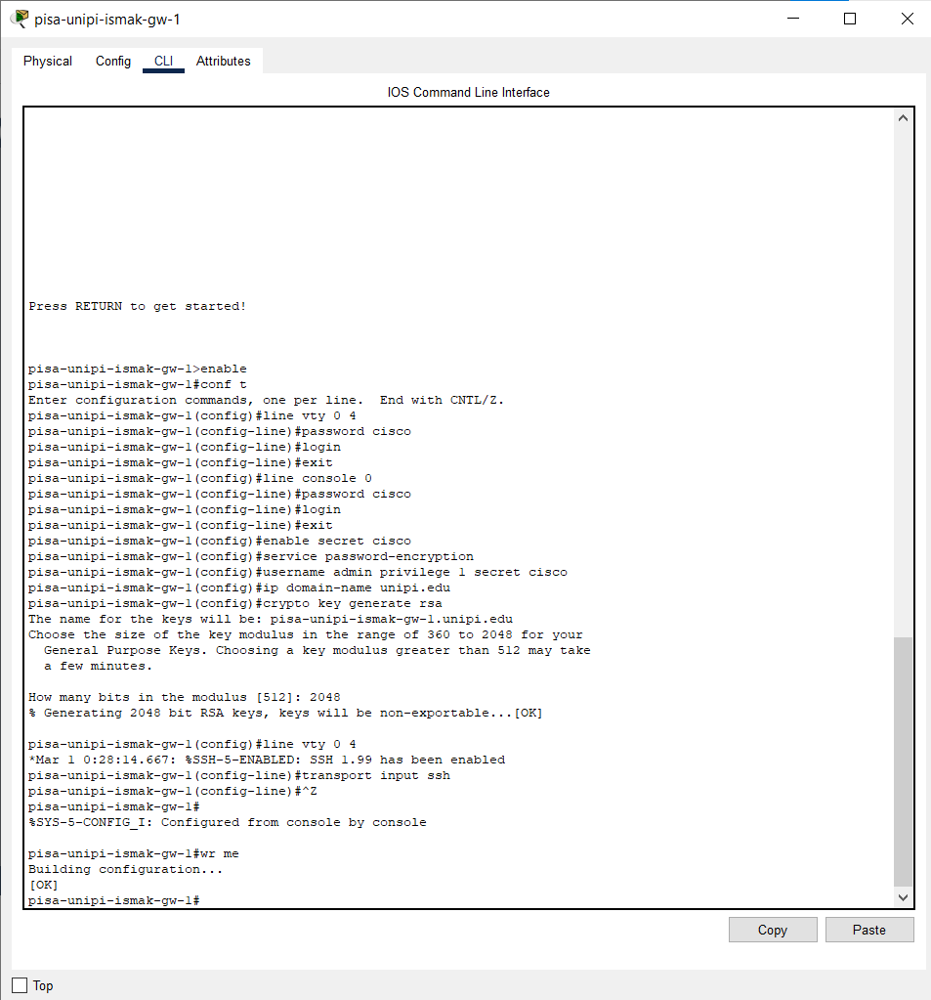 pisa-unipi-ismak-gw-1
Physical Config CLI Attributes
IOS Command Line Interface
Press RETURN to get started!
pisa-unipi-ismak-gw-1>enable
pisa-unipi-ismak-gw-1#conf t
Enter configuration commands, one per line.  End with CNTL/Z.
pisa-unipi-ismak-gw-1(config)#line vty 0 4
pisa-unipi-ismak-gw-1(config-line)#password cisco
pisa-unipi-ismak-gw-1(config-line)#login
pisa-unipi-ismak-gw-1(config-line)#exit
pisa-unipi-ismak-gw-1(config)#line console 0
pisa-unipi-ismak-gw-1(config-line)#password cisco
pisa-unipi-ismak-gw-1(config-line)#login
pisa-unipi-ismak-gw-1(config-line)#exit
pisa-unipi-ismak-gw-1(config)#enable secret cisco
pisa-unipi-ismak-gw-1(config)#service password-encryption
pisa-unipi-ismak-gw-1(config)#username admin privilege 1 secret cisco
pisa-unipi-ismak-gw-1(config)#ip domain-name unipi.edu
pisa-unipi-ismak-gw-1(config)#crypto key generate rsa
The name for the keys will be: pisa-unipi-ismak-gw-1.unipi.edu
Choose the size of the key modulus in the range of 360 to 2048 for your
  General Purpose Keys. Choosing a key modulus greater than 512 may take
  a few minutes.
How many bits in the modulus [512]: 2048
% Generating 2048 bit RSA keys, keys will be non-exportable...[OK]
pisa-unipi-ismak-gw-1(config)#line vty 0 4
*Mar 1 0:28:14.667: %SSH-5-ENABLED: SSH 1.99 has been enabled
pisa-unipi-ismak-gw-1(config-line)#transport input ssh
pisa-unipi-ismak-gw-1(config-line)#^Z
pisa-unipi-ismak-gw-1#
%SYS-5-CONFIG_I: Configured from console by console
pisa-unipi-ismak-gw-1#wr me
Building configuration...
[OK]
pisa-unipi-ismak-gw-1#
Copy Paste
Top